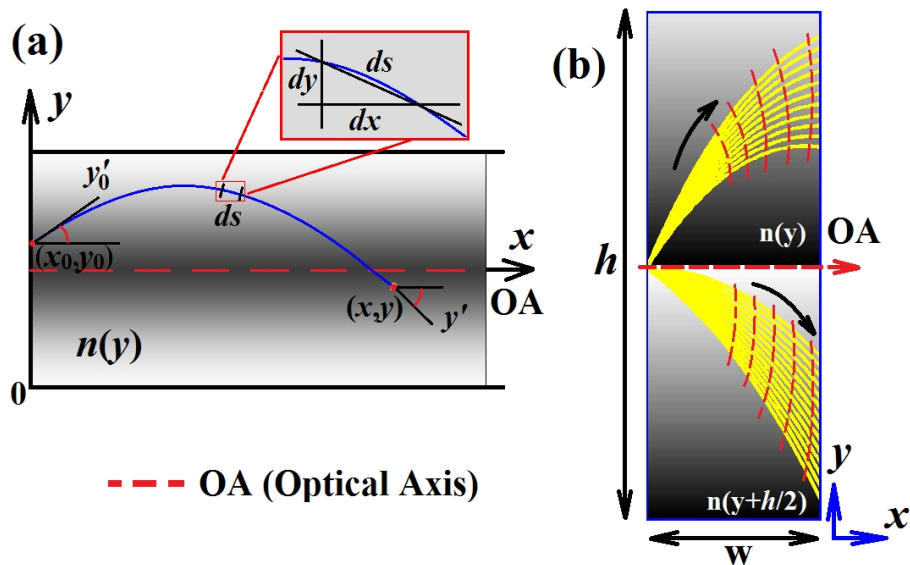 (a)
y
dy
ds
dx
y′₀
ds
(x₀,y₀)
x
OA
(x,y)
y′
n(y)
0
OA (Optical Axis)
(b)
h
n(y)
OA
n(y+h/2)
y
x
w